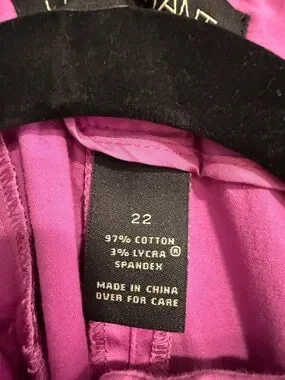 22
97% COTTON
3% LYCRA ®
SPANDEX
MADE IN CHINA
OVER FOR CARE